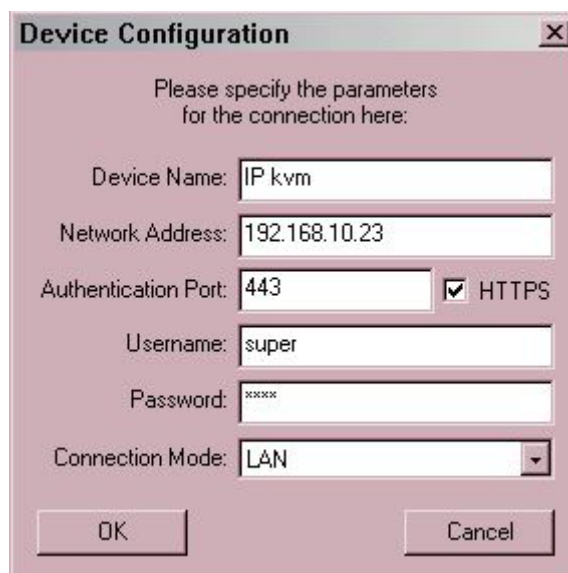 Device Configuration
Please specify the parameters
for the connection here:
Device Name: IP kvm
Network Address: 192.168.10.23
Authentication Port: 443 HTTPS
Username: super
Password: ****
Connection Mode: LAN
OK Cancel